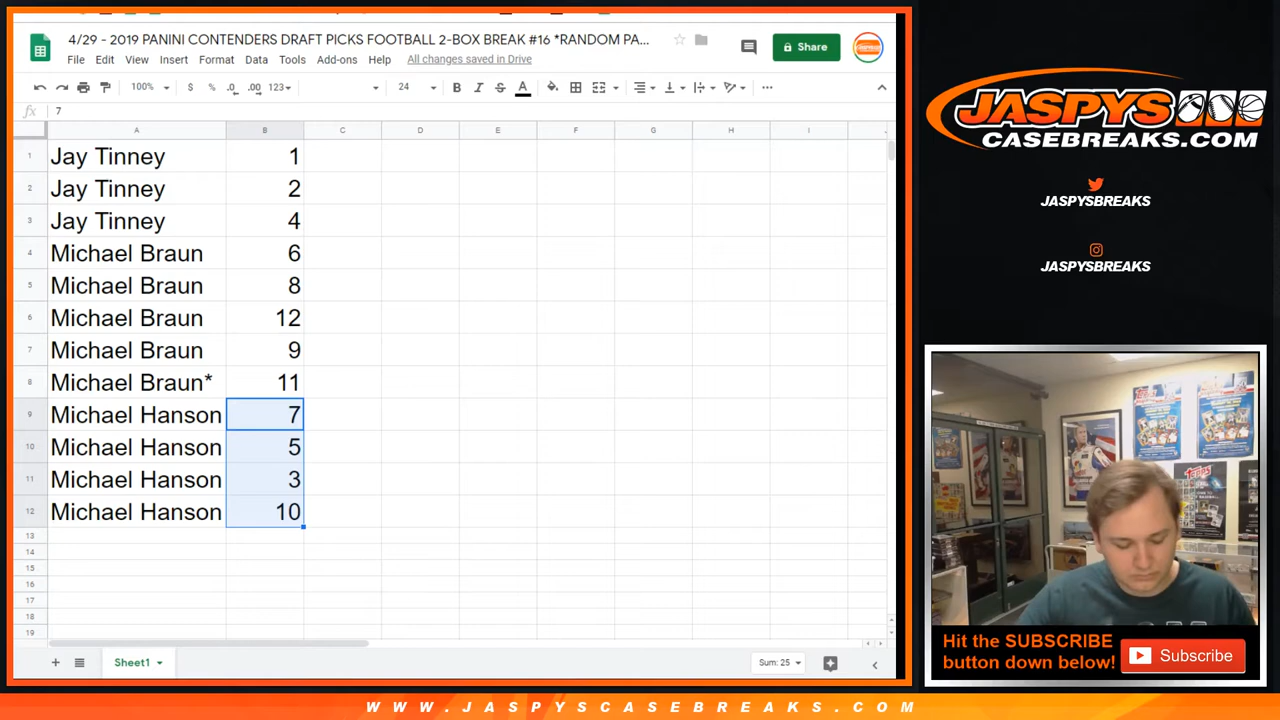 4/29 - 2019 PANINI CONTENDERS DRAFT PICKS FOOTBALL 2-BOX BREAK #16 *RANDOM PA...
Share
File Edit View Insert Format Data Tools Add-ons Help All changes saved in Drive
100% $ % .0 .00 123 24 B I S A
fx 7
A B C D E F G H I
1 Jay Tinney 1
2 Jay Tinney 2
3 Jay Tinney 4
4 Michael Braun 6
5 Michael Braun 8
6 Michael Braun 12
7 Michael Braun 9
8 Michael Braun* 11
9 Michael Hanson 7
10 Michael Hanson 5
11 Michael Hanson 3
12 Michael Hanson 10
13
14
15
16
17
18
19
Sheet1
Sum: 25
JASPYS
CASEBREAKS.COM
JASPYSBREAKS
JASPYSBREAKS
Topps
Hit the SUBSCRIBE
button down below!
Subscribe
WWW.JASPYSCASEBREAKS.COM